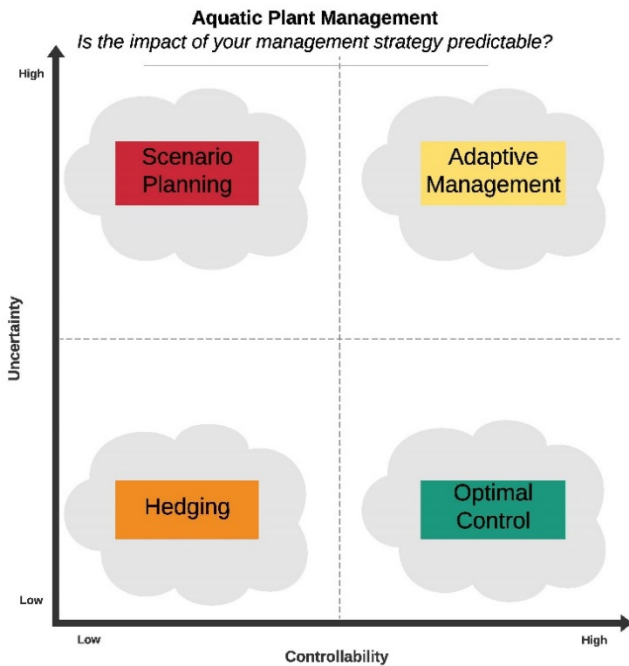 Aquatic Plant Management
Is the impact of your management strategy predictable?
High
Scenario
Planning
Adaptive
Management
Uncertainty
Hedging
Optimal
Control
Low
Low
High
Controllability